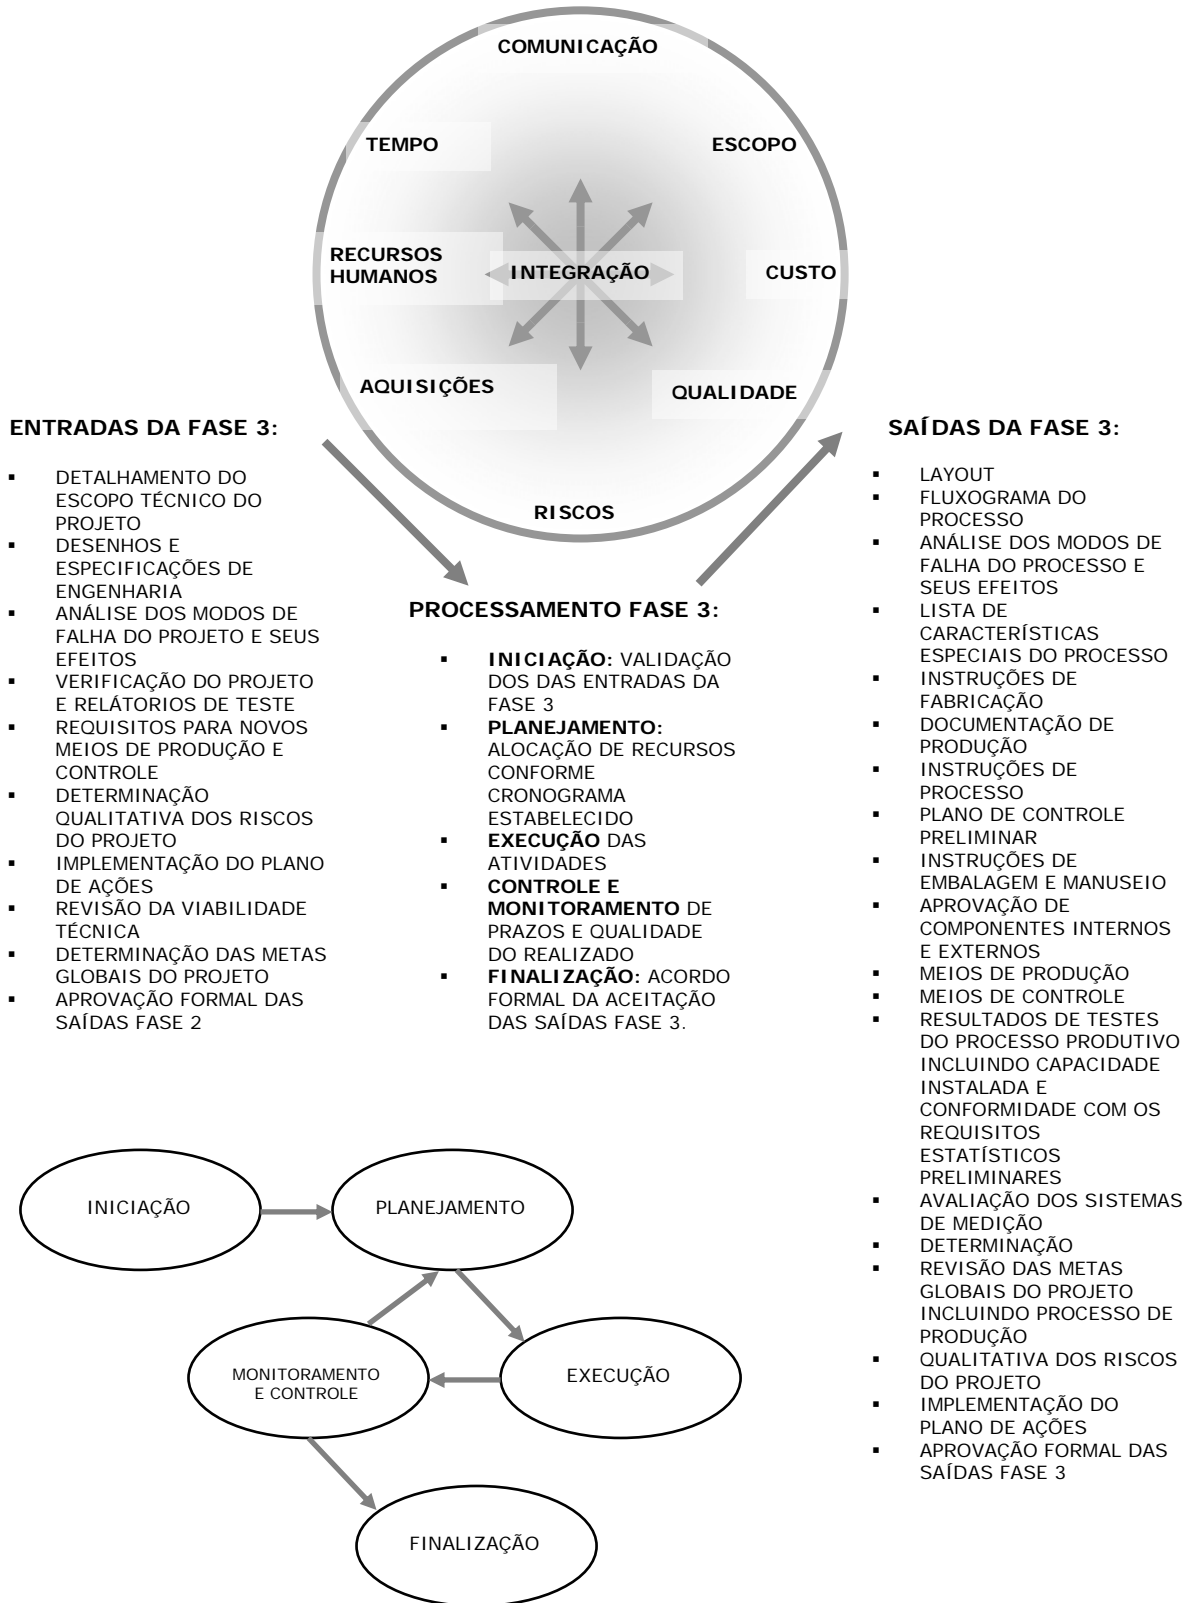 COMUNICAÇÃO
TEMPO
ESCOPO
RECURSOS
HUMANOS
INTEGRAÇÃO
CUSTO
AQUISIÇÕES
QUALIDADE
RISCOS
ENTRADAS DA FASE 3:
▪ DETALHAMENTO DO
ESCOPO TÉCNICO DO
PROJETO
▪ DESENHOS E
ESPECIFICAÇÕES DE
ENGENHARIA
▪ ANÁLISE DOS MODOS DE
FALHA DO PROJETO E SEUS
EFEITOS
▪ VERIFICAÇÃO DO PROJETO
E RELÁTORIOS DE TESTE
▪ REQUISITOS PARA NOVOS
MEIOS DE PRODUÇÃO E
CONTROLE
▪ DETERMINAÇÃO
QUALITATIVA DOS RISCOS
DO PROJETO
▪ IMPLEMENTAÇÃO DO PLANO
DE AÇÕES
▪ REVISÃO DA VIABILIDADE
TÉCNICA
▪ DETERMINAÇÃO DAS METAS
GLOBAIS DO PROJETO
▪ APROVAÇÃO FORMAL DAS
SAÍDAS FASE 2
PROCESSAMENTO FASE 3:
▪ INICIAÇÃO: VALIDAÇÃO
DOS DAS ENTRADAS DA
FASE 3
▪ PLANEJAMENTO:
ALOCAÇÃO DE RECURSOS
CONFORME
CRONOGRAMA
ESTABELECIDO
▪ EXECUÇÃO DAS
ATIVIDADES
▪ CONTROLE E
MONITORAMENTO DE
PRAZOS E QUALIDADE
DO REALIZADO
▪ FINALIZAÇÃO: ACORDO
FORMAL DA ACEITAÇÃO
DAS SAÍDAS FASE 3.
SAÍDAS DA FASE 3:
▪ LAYOUT
▪ FLUXOGRAMA DO
PROCESSO
▪ ANÁLISE DOS MODOS DE
FALHA DO PROCESSO E
SEUS EFEITOS
▪ LISTA DE
CARACTERÍSTICAS
ESPECIAIS DO PROCESSO
▪ INSTRUÇÕES DE
FABRICAÇÃO
▪ DOCUMENTAÇÃO DE
PRODUÇÃO
▪ INSTRUÇÕES DE
PROCESSO
▪ PLANO DE CONTROLE
PRELIMINAR
▪ INSTRUÇÕES DE
EMBALAGEM E MANUSEIO
▪ APROVAÇÃO DE
COMPONENTES INTERNOS
E EXTERNOS
▪ MEIOS DE PRODUÇÃO
▪ MEIOS DE CONTROLE
▪ RESULTADOS DE TESTES
DO PROCESSO PRODUTIVO
INCLUINDO CAPACIDADE
INSTALADA E
CONFORMIDADE COM OS
REQUISITOS
ESTATÍSTICOS
PRELIMINARES
▪ AVALIAÇÃO DOS SISTEMAS
DE MEDIÇÃO
▪ DETERMINAÇÃO
▪ REVISÃO DAS METAS
GLOBAIS DO PROJETO
INCLUINDO PROCESSO DE
PRODUÇÃO
▪ QUALITATIVA DOS RISCOS
DO PROJETO
▪ IMPLEMENTAÇÃO DO
PLANO DE AÇÕES
▪ APROVAÇÃO FORMAL DAS
SAÍDAS FASE 3
INICIAÇÃO
PLANEJAMENTO
MONITORAMENTO
E CONTROLE
EXECUÇÃO
FINALIZAÇÃO